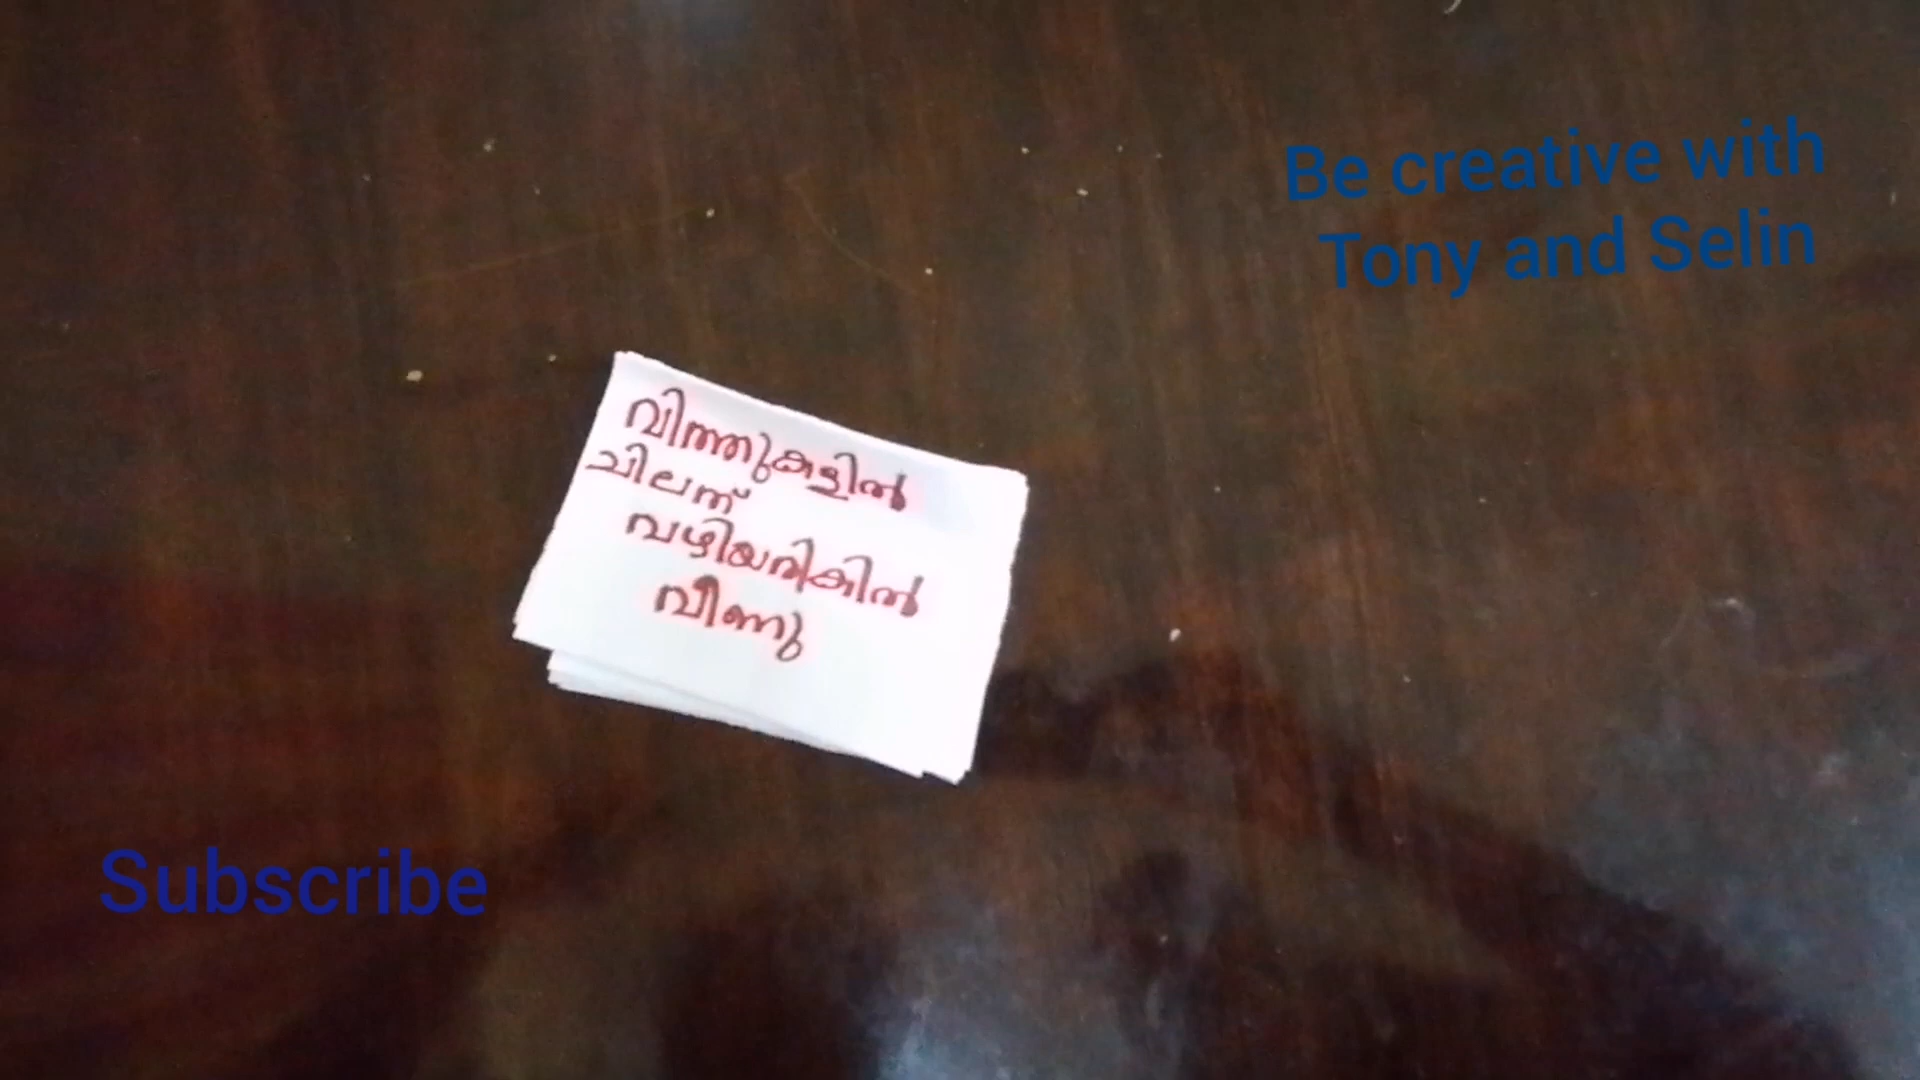 Be creative with
Tony and Selin
വിത്തുകളിൽ
ചിലത്
വഴിയരികിൽ
വീണു
Subscribe